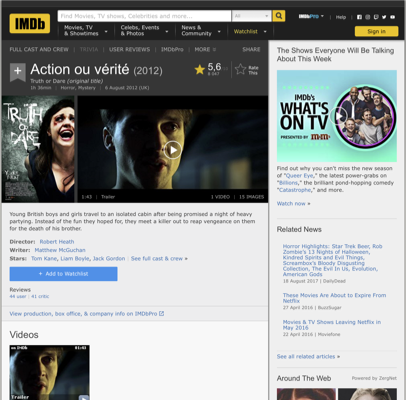 IMDb
Find Movies, TV shows, Celebrities and more...
All
Movies, TV & Showtimes
Celebs, Events & Photos
News & Community
Watchlist
IMDbPro
Help
Sign in
FULL CAST AND CREW | TRIVIA | USER REVIEWS | IMDbPro | MORE
SHARE
+ Action ou vérité (2012)
Truth or Dare (original title)
1h 36min | Horror, Mystery | 6 August 2012 (UK)
5,6
Rate This
TRUTH OR DARE
1:43 | Trailer
1 VIDEO | 15 IMAGES
Young British boys and girls travel to an isolated cabin after being promised a night of heavy
partying. Instead of the fun they hoped for, they meet a killer out to reap vengeance on them
for the death of his brother.
Director: Robert Heath
Writer: Matthew McGuchan
Stars: Tom Kane, Liam Boyle, Jack Gordon | See full cast & crew »
+ Add to Watchlist
Reviews
44 user | 41 critic
View production, box office, & company info on IMDbPro
Videos
on IMDb
01:43
Trailer
The Shows Everyone Will Be Talking
About This Week
IMDb's
WHAT'S
ON TV
PRESENTED BY
Find out why you can't miss the season
of "Queer Eye," the latest power-grabs on
"Billions," the brilliant pond-hopping comedy
"Catastrophe," and more.
Watch now »
Related News
Horror Highlights: Star Trek Beer, Rob
Zombie's 13 Nights of Halloween,
Kindred Spirits and Evil Things,
Screambox's Bloody Disgusting
Collection, The Evil In Us, Evolution,
American Gods
18 August 2017 | DailyDead
These Movies Are About to Expire From
Netflix
27 April 2016 | BuzzSugar
Movies & TV Shows Leaving Netflix in
May 2016
22 April 2016 | Moviefone
See all related articles »
Around The Web
Powered by ZergNet